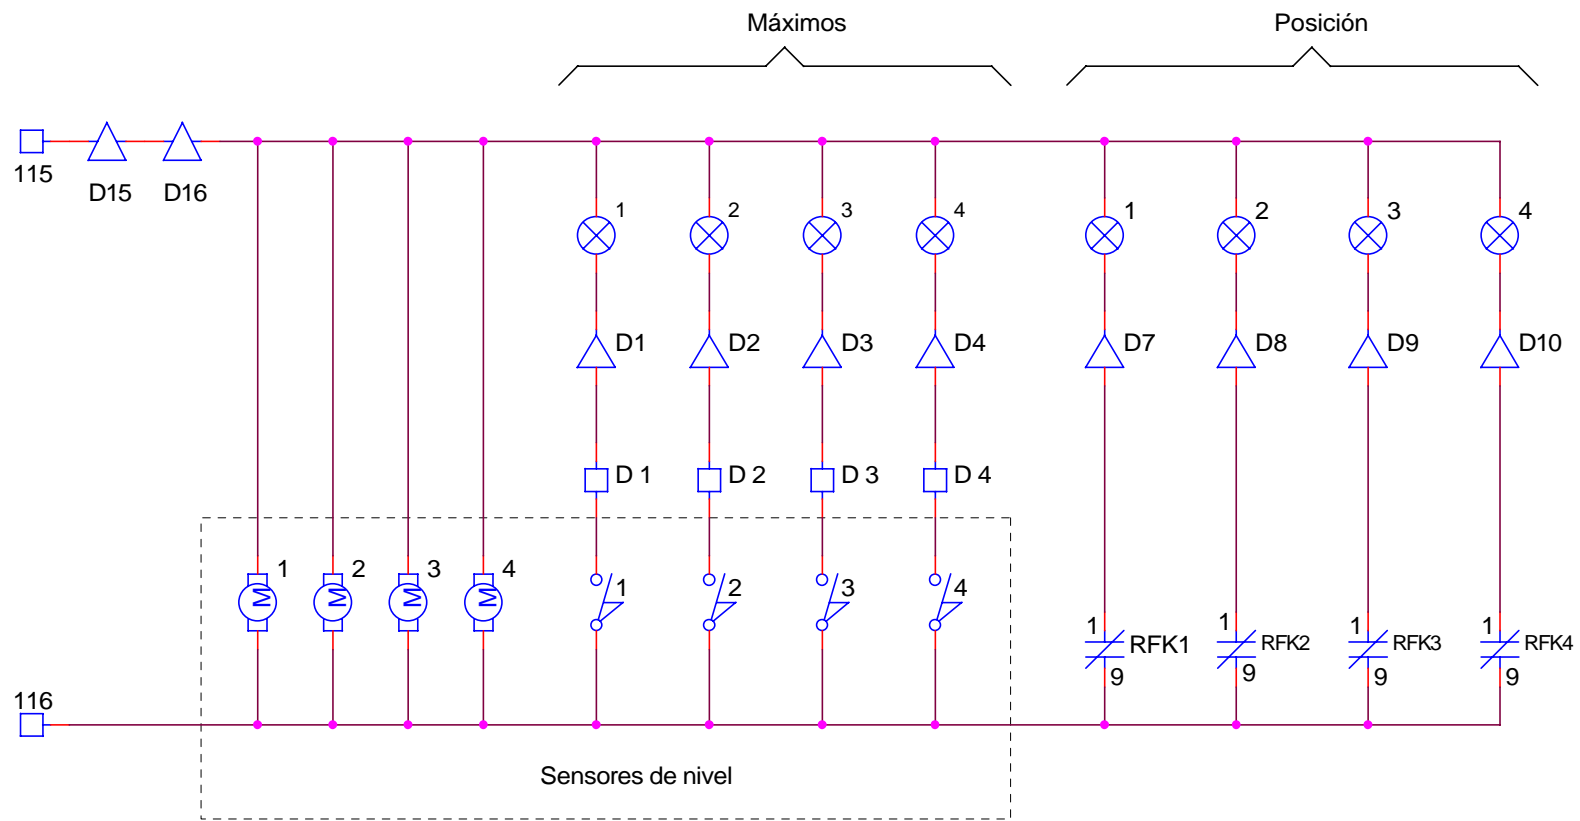 Máximos Posición
115
D15 D16
1 2 3 4 1 2 3 4
D1 D2 D3 D4 D7 D8 D9 D10
D 1 D 2 D 3 D 4
1 2 3 4
M M M M
1 2 3 4
1 RFK1 9
1 RFK2 9
1 RFK3 9
1 RFK4 9
116
Sensores de nivel